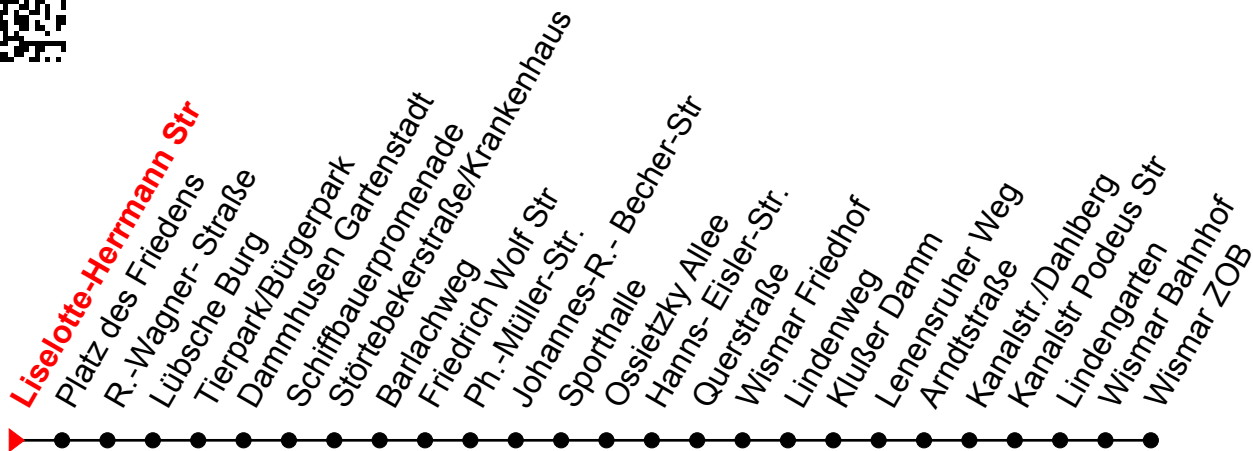 Liselotte-Herrmann Str
Platz des Friedens
R.-Wagner- Straße
Lübsche Burg
Tierpark/Bürgerpark
Dammhusen Gartenstadt
Schiffbauerpromenade
Störtebekerstraße/Krankenhaus
Barlachweg
Friedrich Wolf Str
Ph.-Müller-Str.
Johannes-R.- Becher-Str
Sporthalle
Ossietzky Allee
Hanns- Eisler-Str.
Querstraße
Wismar Friedhof
Lindenweg
Klußer Damm
Lenensruher Weg
Arndtstraße
Kanalstr./Dahlberg
Kanalstr Podeus Str
Lindengarten
Wismar Bahnhof
Wismar ZOB